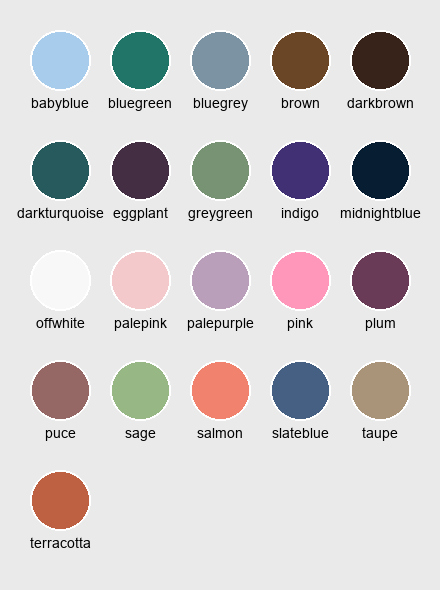 babyblue bluegreen bluegrey brown darkbrown
darkturquoise eggplant greygreen indigo midnightblue
offwhite palepink palepurple pink plum
puce sage salmon slateblue taupe
terracotta